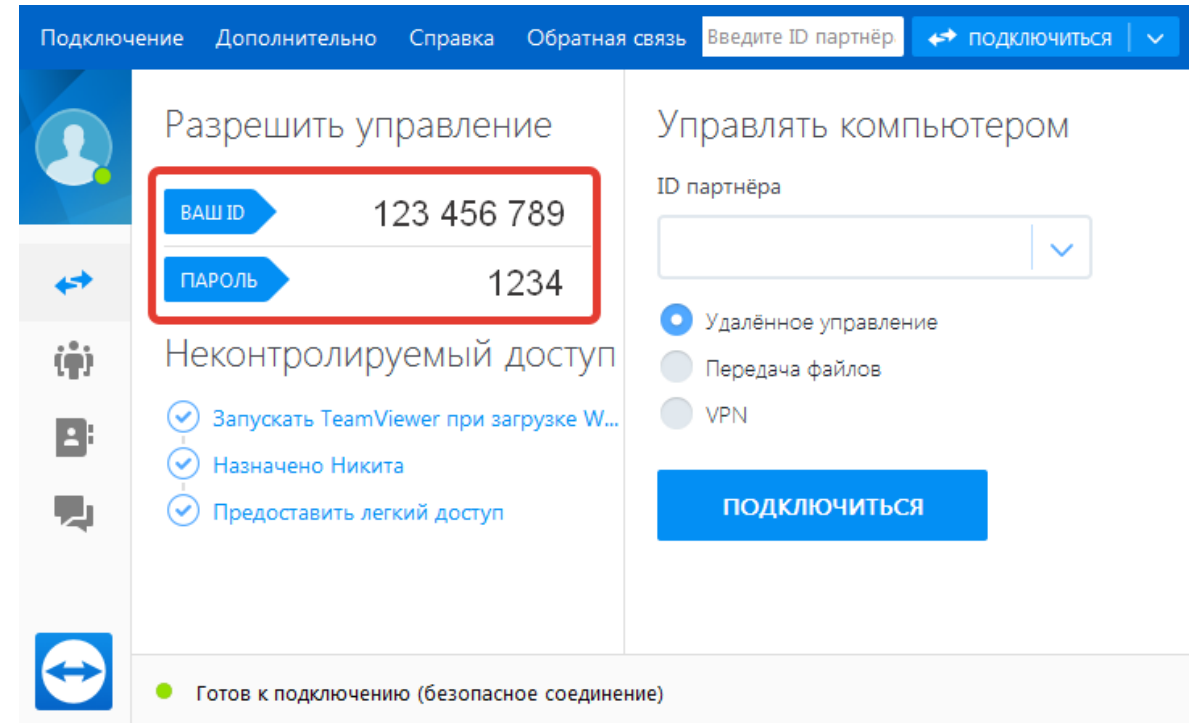 Подключение Дополнительно Справка Обратная связь Введите ID партнёр ПОДКЛЮЧИТЬСЯ
Разрешить управление
ВАШ ID 123 456 789
ПАРОЛЬ 1234
Неконтролируемый доступ
Запускать TeamViewer при загрузке W...
Назначено Никита
Предоставить легкий доступ
Управлять компьютером
ID партнёра
Удалённое управление
Передача файлов
VPN
ПОДКЛЮЧИТЬСЯ
Готов к подключению (безопасное соединение)